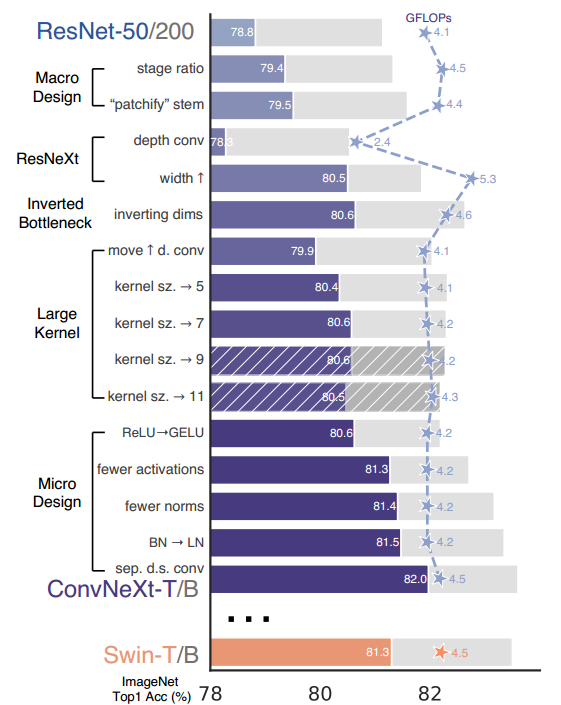 GFLOPs
ResNet-50/200 78.8 4.1
Macro Design
stage ratio 79.4 4.5
"patchify" stem 79.5 4.4
ResNeXt
depth conv 78.3 2.4
width ↑ 80.5 5.3
Inverted Bottleneck
inverting dims 80.6 4.6
Large Kernel
move ↑ d. conv 79.9 4.1
kernel sz. → 5 80.4 4.1
kernel sz. → 7 80.6 4.2
kernel sz. → 9 80.6 4.2
kernel sz. → 11 80.5 4.3
Micro Design
ReLU→GELU 80.6 4.2
fewer activations 81.3 4.2
fewer norms 81.4 4.2
BN → LN 81.5 4.2
sep. d.s. conv
ConvNeXt-T/B 82.0 4.5
...
Swin-T/B 81.3 4.5
ImageNet
Top1 Acc (%) 78 80 82